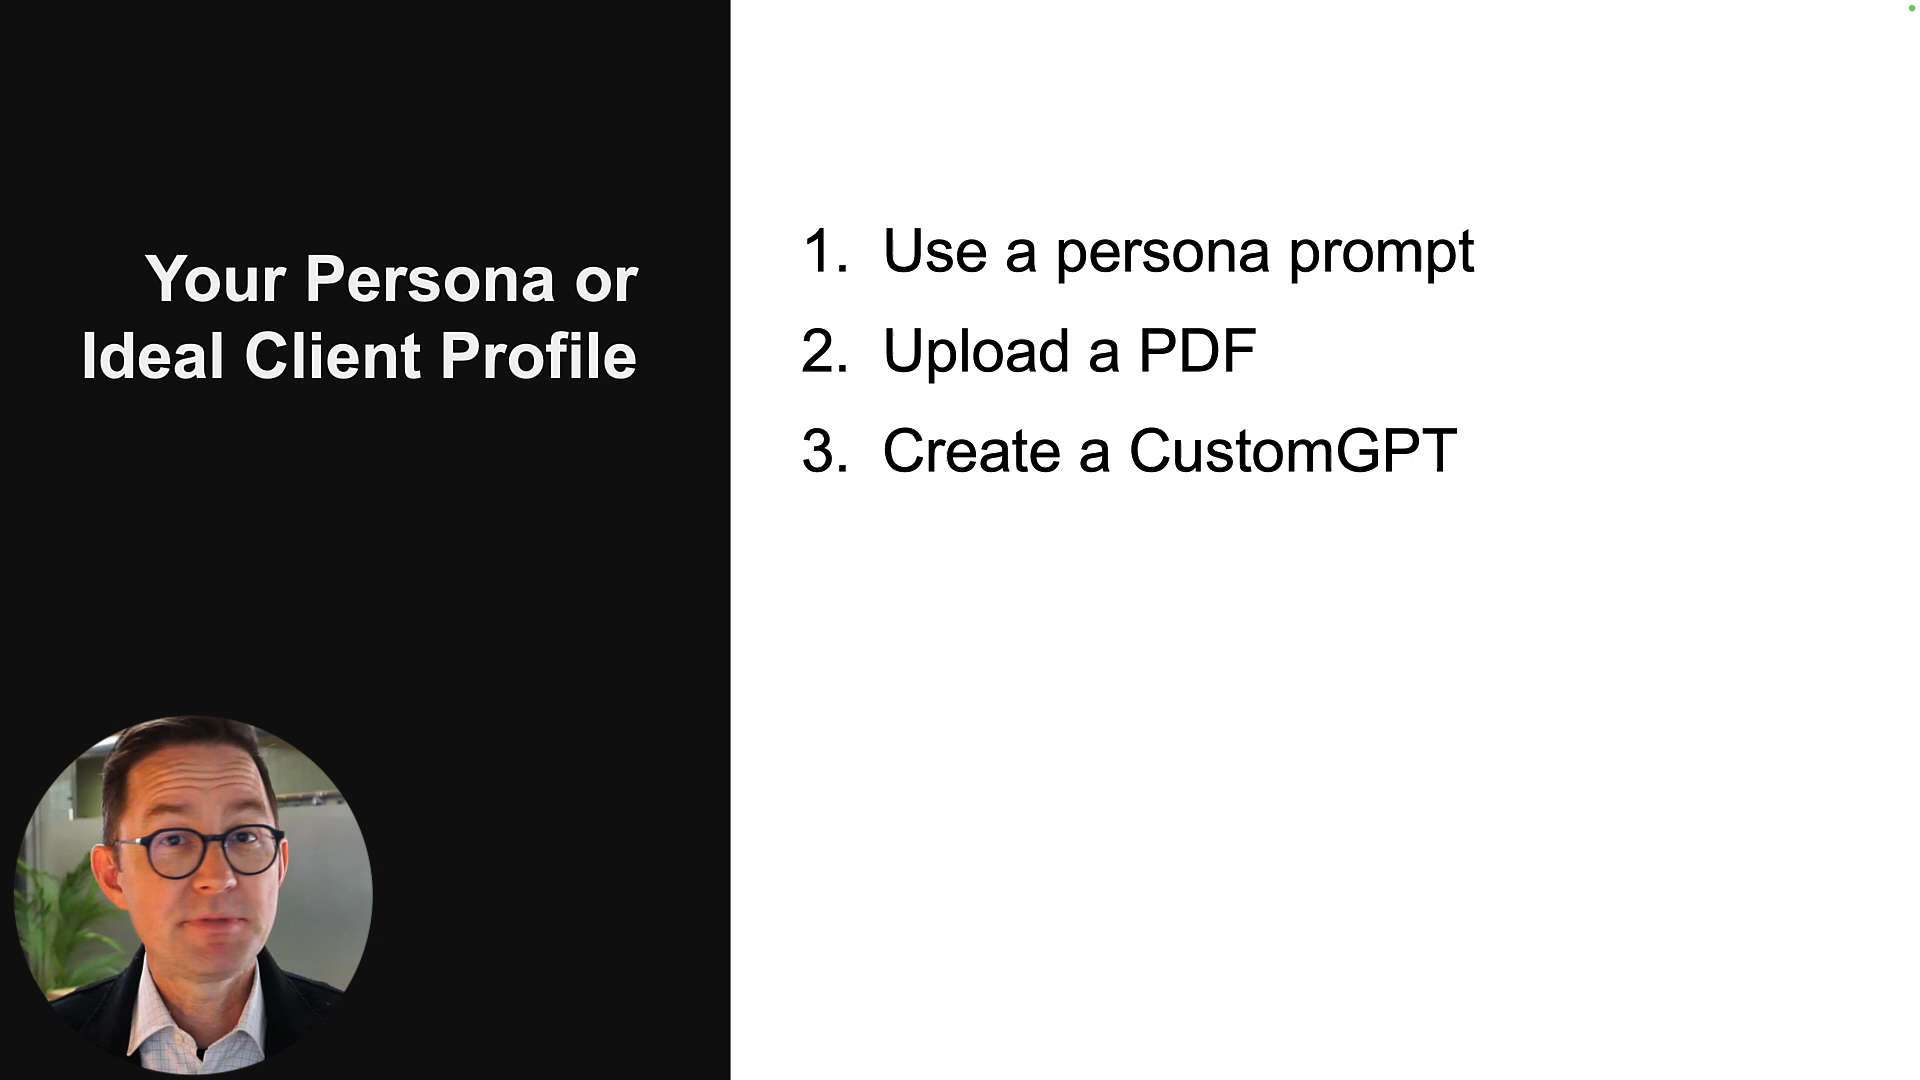 Your Persona or
Ideal Client Profile
1. Use a persona prompt
2. Upload a PDF
3. Create a CustomGPT